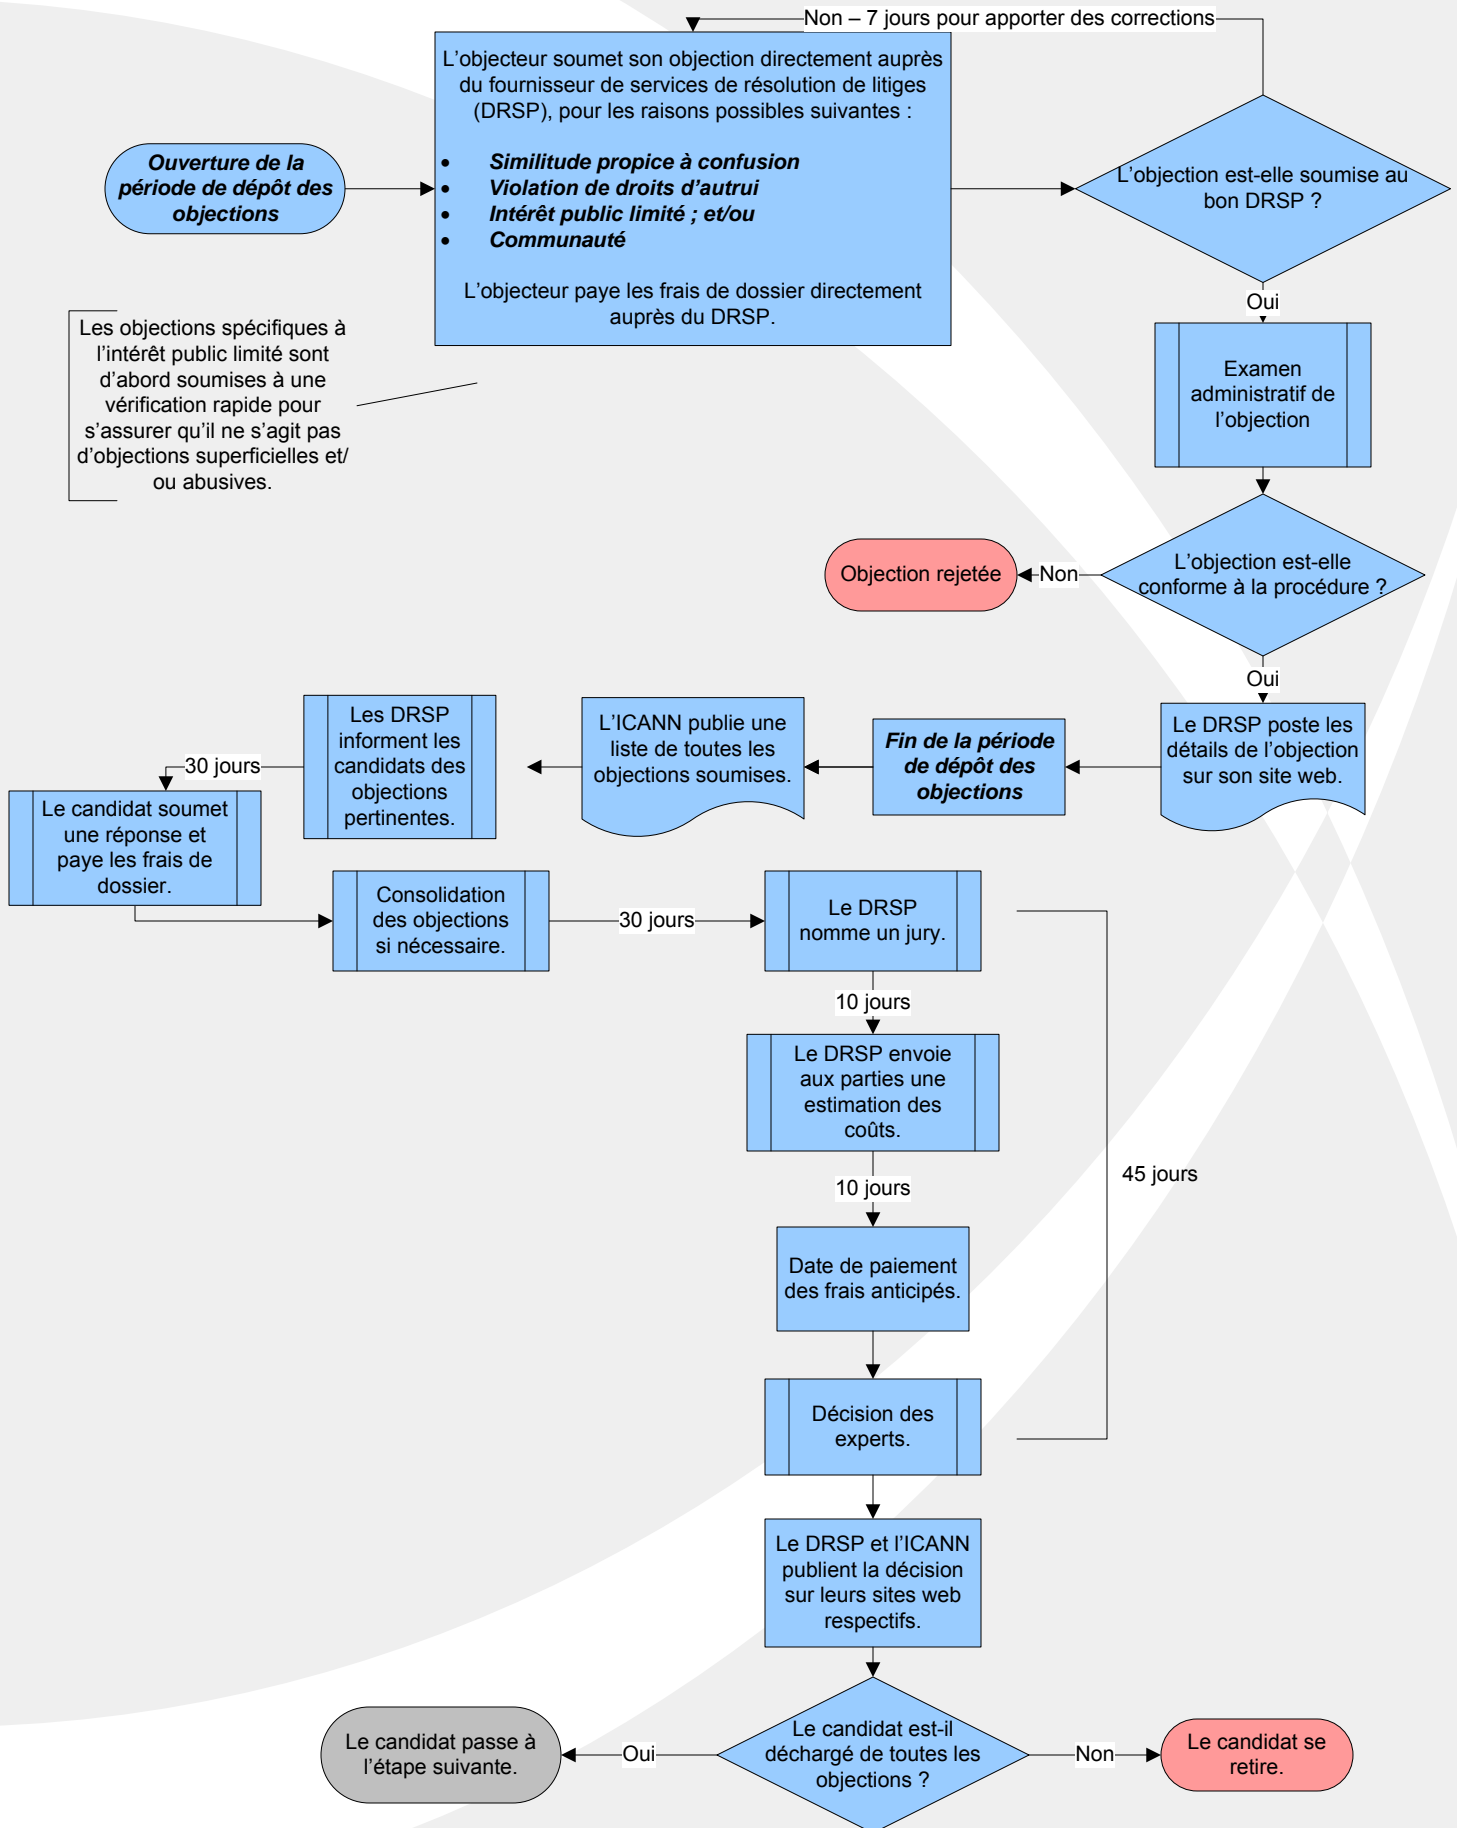 Non – 7 jours pour apporter des corrections
L’objecteur soumet son objection directement auprès
du fournisseur de services de résolution de litiges
(DRSP), pour les raisons possibles suivantes :
• Similitude propice à confusion
• Violation de droits d’autrui
• Intérêt public limité ; et/ou
• Communauté
L’objecteur paye les frais de dossier directement
auprès du DRSP.
Ouverture de la
période de dépôt des
objections
L’objection est-elle soumise au
bon DRSP ?
Oui
Les objections spécifiques à
l’intérêt public limité sont
d’abord soumises à une
vérification rapide pour
s’assurer qu’il ne s’agit pas
d’objections superficielles et/
ou abusives.
Examen
administratif de
l’objection
L’objection est-elle
conforme à la procédure ?
Non
Objection rejetée
Oui
Le DRSP poste les
détails de l’objection
sur son site web.
Fin de la période
de dépôt des
objections
L’ICANN publie une
liste de toutes les
objections soumises.
Les DRSP
informent les
candidats des
objections
pertinentes.
30 jours
Le candidat soumet
une réponse et
paye les frais de
dossier.
Consolidation
des objections
si nécessaire.
30 jours
Le DRSP
nomme un jury.
10 jours
Le DRSP envoie
aux parties une
estimation des
coûts.
10 jours
45 jours
Date de paiement
des frais anticipés.
Décision des
experts.
Le DRSP et l’ICANN
publient la décision
sur leurs sites web
respectifs.
Le candidat est-il
déchargé de toutes les
objections ?
Oui
Le candidat passe à
l’étape suivante.
Non
Le candidat se
retire.